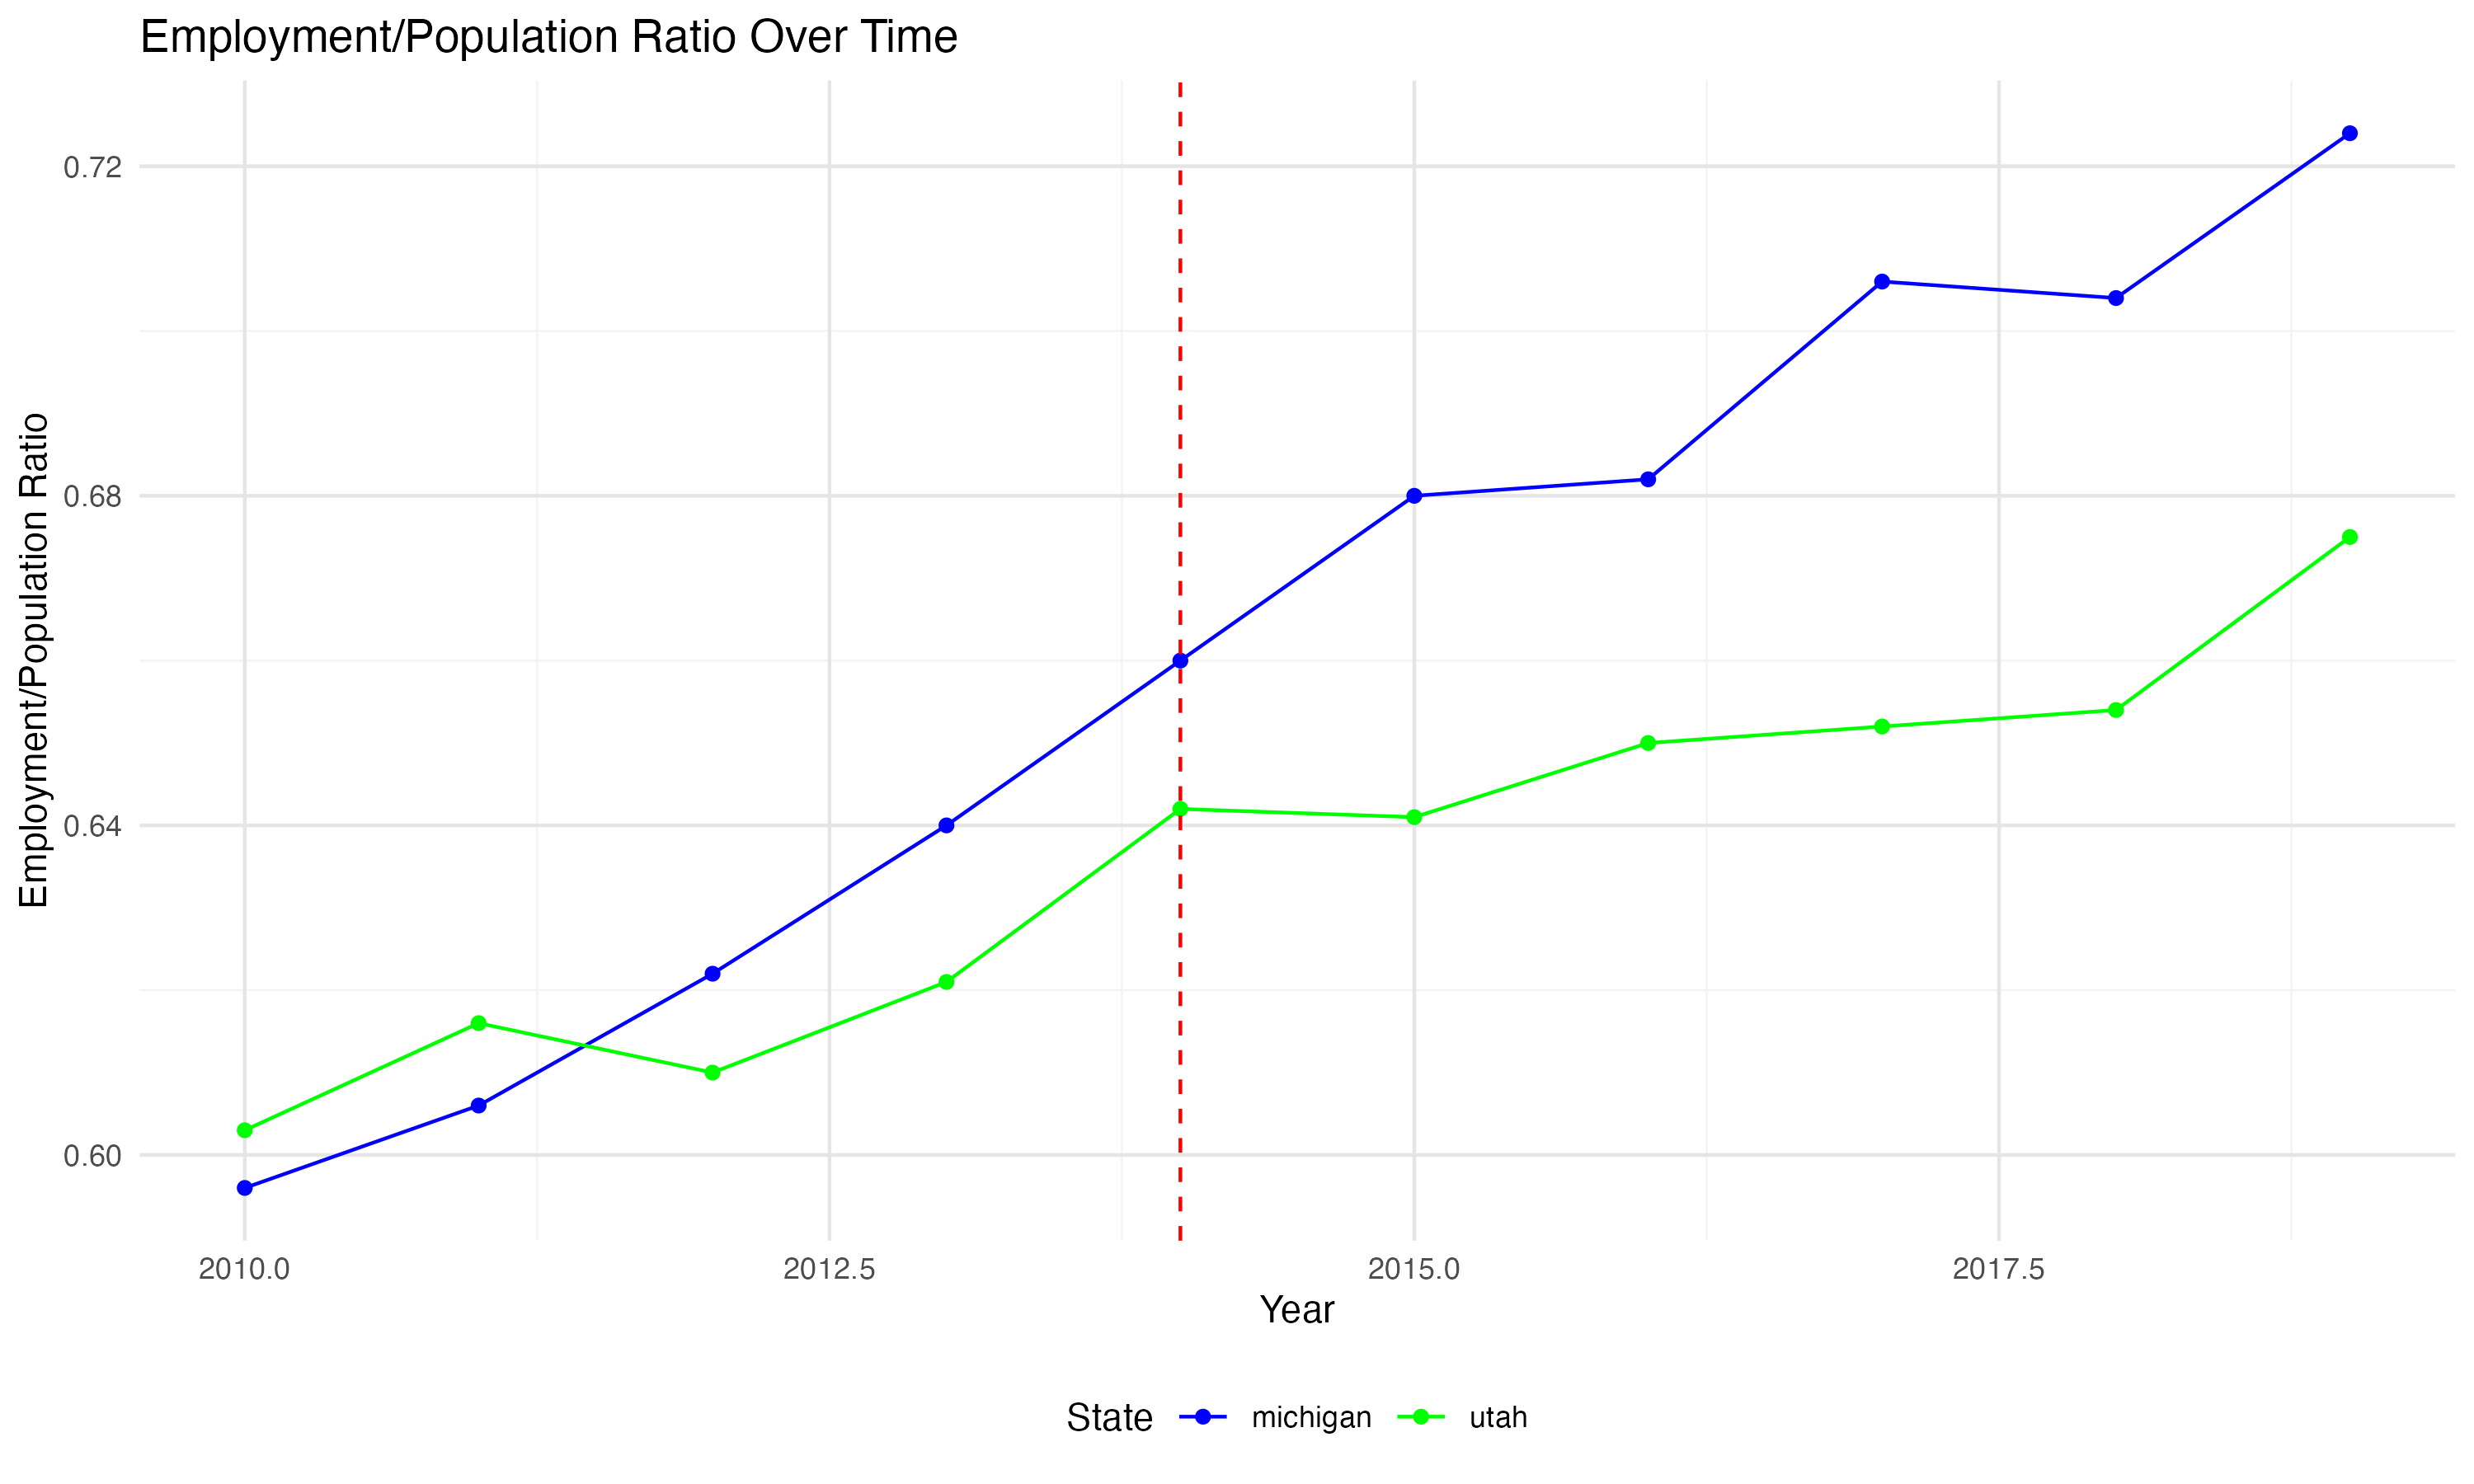 Employment/Population Ratio Over Time
Employment/Population Ratio
0.72
0.68
0.64
0.60
2010.0 2012.5 2015.0 2017.5
Year
State michigan utah